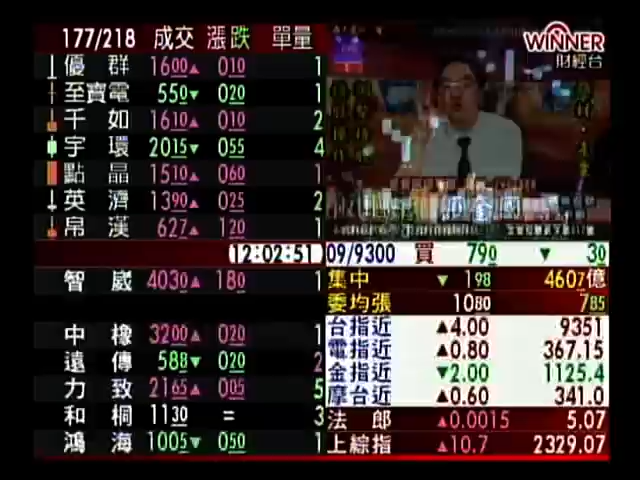 177/218 成交 漲跌 單量
優群 1600▲ 010 1
至寶電 550▼ 020 1
千如 1610▲ 010 2
宇環 2015▼ 055 4
點晶 1510▲ 060 1
英濟 1390▲ 025 2
帛漢 627▲ 120 1
WINNER
財經台
12:02:51 09/9300 買 790 ▼ 30
智崴 4030▲ 180 1
中橡 3200▲ 020 1
遠傳 588▼ 020 2
力致 2165▲ 005 5
和桐 1130 = 3
鴻海 1005▼ 050 1
集中 ▼ 198 4607億
委均張 1080 785
台指近 ▲4.00 9351
電指近 ▲0.80 367.15
金指近 ▼2.00 1125.4
摩台近 ▲0.60 341.0
法郎 ▲0.0015 5.07
上綜指 ▲10.7 2329.07